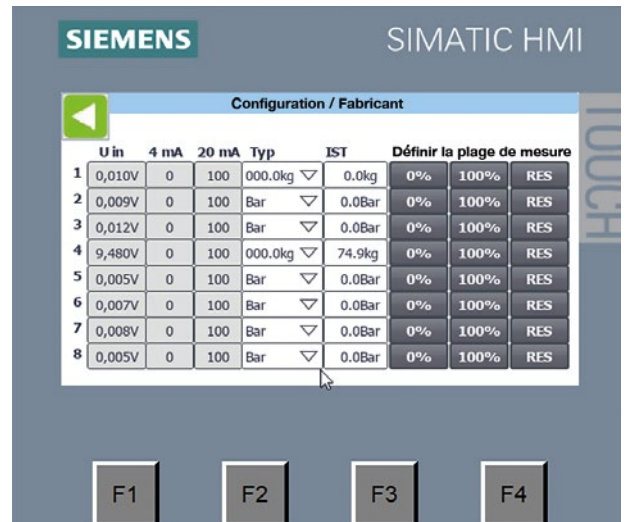 SIEMENS
SIMATIC HMI
TOUCH
Configuration / Fabricant
U in 4 mA 20 mA Typ IST Définir la plage de mesure
1 0,010V 0 100 000.0kg 0.0kg 0% 100% RES
2 0,009V 0 100 Bar 0.0Bar 0% 100% RES
3 0,012V 0 100 Bar 0.0Bar 0% 100% RES
4 9,480V 0 100 000.0kg 74.9kg 0% 100% RES
5 0,005V 0 100 Bar 0.0Bar 0% 100% RES
6 0,007V 0 100 Bar 0.0Bar 0% 100% RES
7 0,008V 0 100 Bar 0.0Bar 0% 100% RES
8 0,005V 0 100 Bar 0.0Bar 0% 100% RES
F1 F2 F3 F4